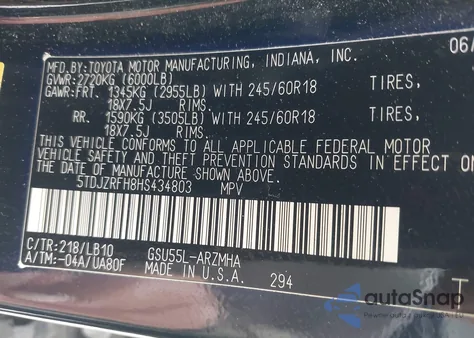 MFD. BY TOYOTA MOTOR MANUFACTURING, INDIANA, INC. 06/
GVWR: 2720KG (6000LB)
GAWR: FRT. 1345KG (2955LB) WITH 245/60R18 TIRES,
18X7.5J RIMS.
RR. 1590KG (3505LB) WITH 245/60R18 TIRES,
18X7.5J RIMS.
THIS VEHICLE CONFORMS TO ALL APPLICABLE FEDERAL MOTOR
VEHICLE SAFETY AND THEFT PREVENTION STANDARDS IN EFFECT ON
THE DATE OF MANUFACTURE SHOWN ABOVE.
5TDJZRFH8HS434803 MPV
C/TR: 218/LB10 GSU55L-ARZMHA
A/TM: -04A/UA80F MADE IN U.S.A. 294 T
autoSnap